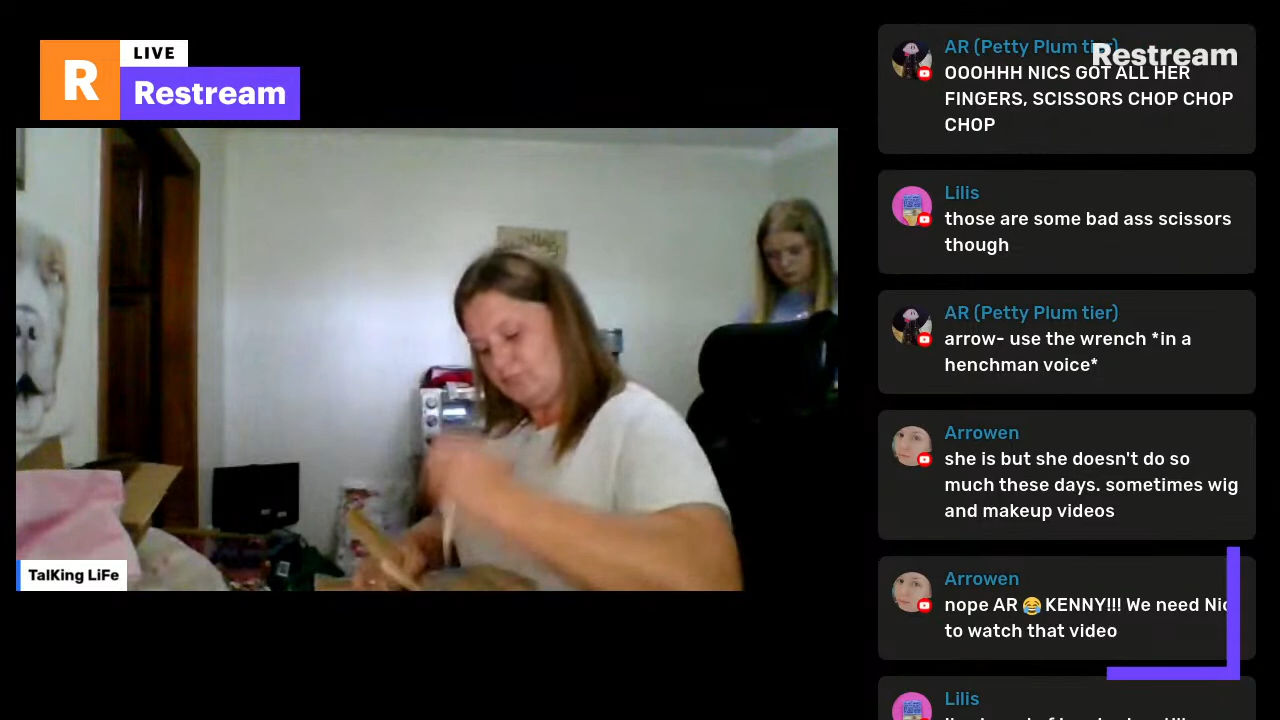 R
LIVE
Restream
TalKing LiFe
Restream
AR (Petty Plum tier)
OOOHHH NICS GOT ALL HER
FINGERS, SCISSORS CHOP CHOP
CHOP
Lilis
those are some bad ass scissors
though
AR (Petty Plum tier)
arrow- use the wrench *in a
henchman voice*
Arrowen
she is but she doesn't do so
much these days. sometimes wig
and makeup videos
Arrowen
nope AR 😂 KENNY!!! We need Nic
to watch that video
Lilis